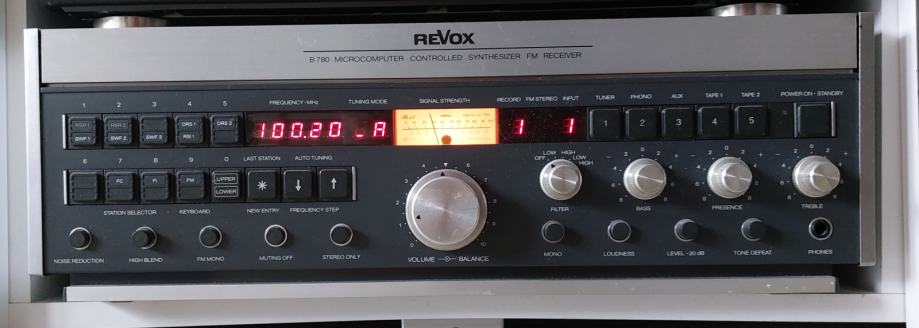 REVOX
B 780 MICROCOMPUTER CONTROLLED SYNTHESIZER FM RECEIVER
1 2 3 4 5 FREQUENCY-MHz TUNING MODE SIGNAL STRENGTH RECORD FM STEREO INPUT TUNER PHONO AUX TAPE 1 TAPE 2 POWER ON - STANDBY
SWF 1 SWF 2 SWF 3 DRS 1 RSI 1 DRS 2
100.20 _ A
1 1
1 2 3 4 5
6 7 8 9 0 LAST STATION AUTO TUNING
FC FI FM UPPER LOWER
* ↓ ↑
STATION SELECTOR KEYBOARD NEW ENTRY FREQUENCY STEP
OFF LOW HIGH LOW HIGH
FILTER BASS PRESENCE TREBLE
NOISE REDUCTION HIGH BLEND FM MONO MUTING OFF STEREO ONLY
VOLUME BALANCE
MONO LOUDNESS LEVEL -20 dB TONE DEFEAT PHONES